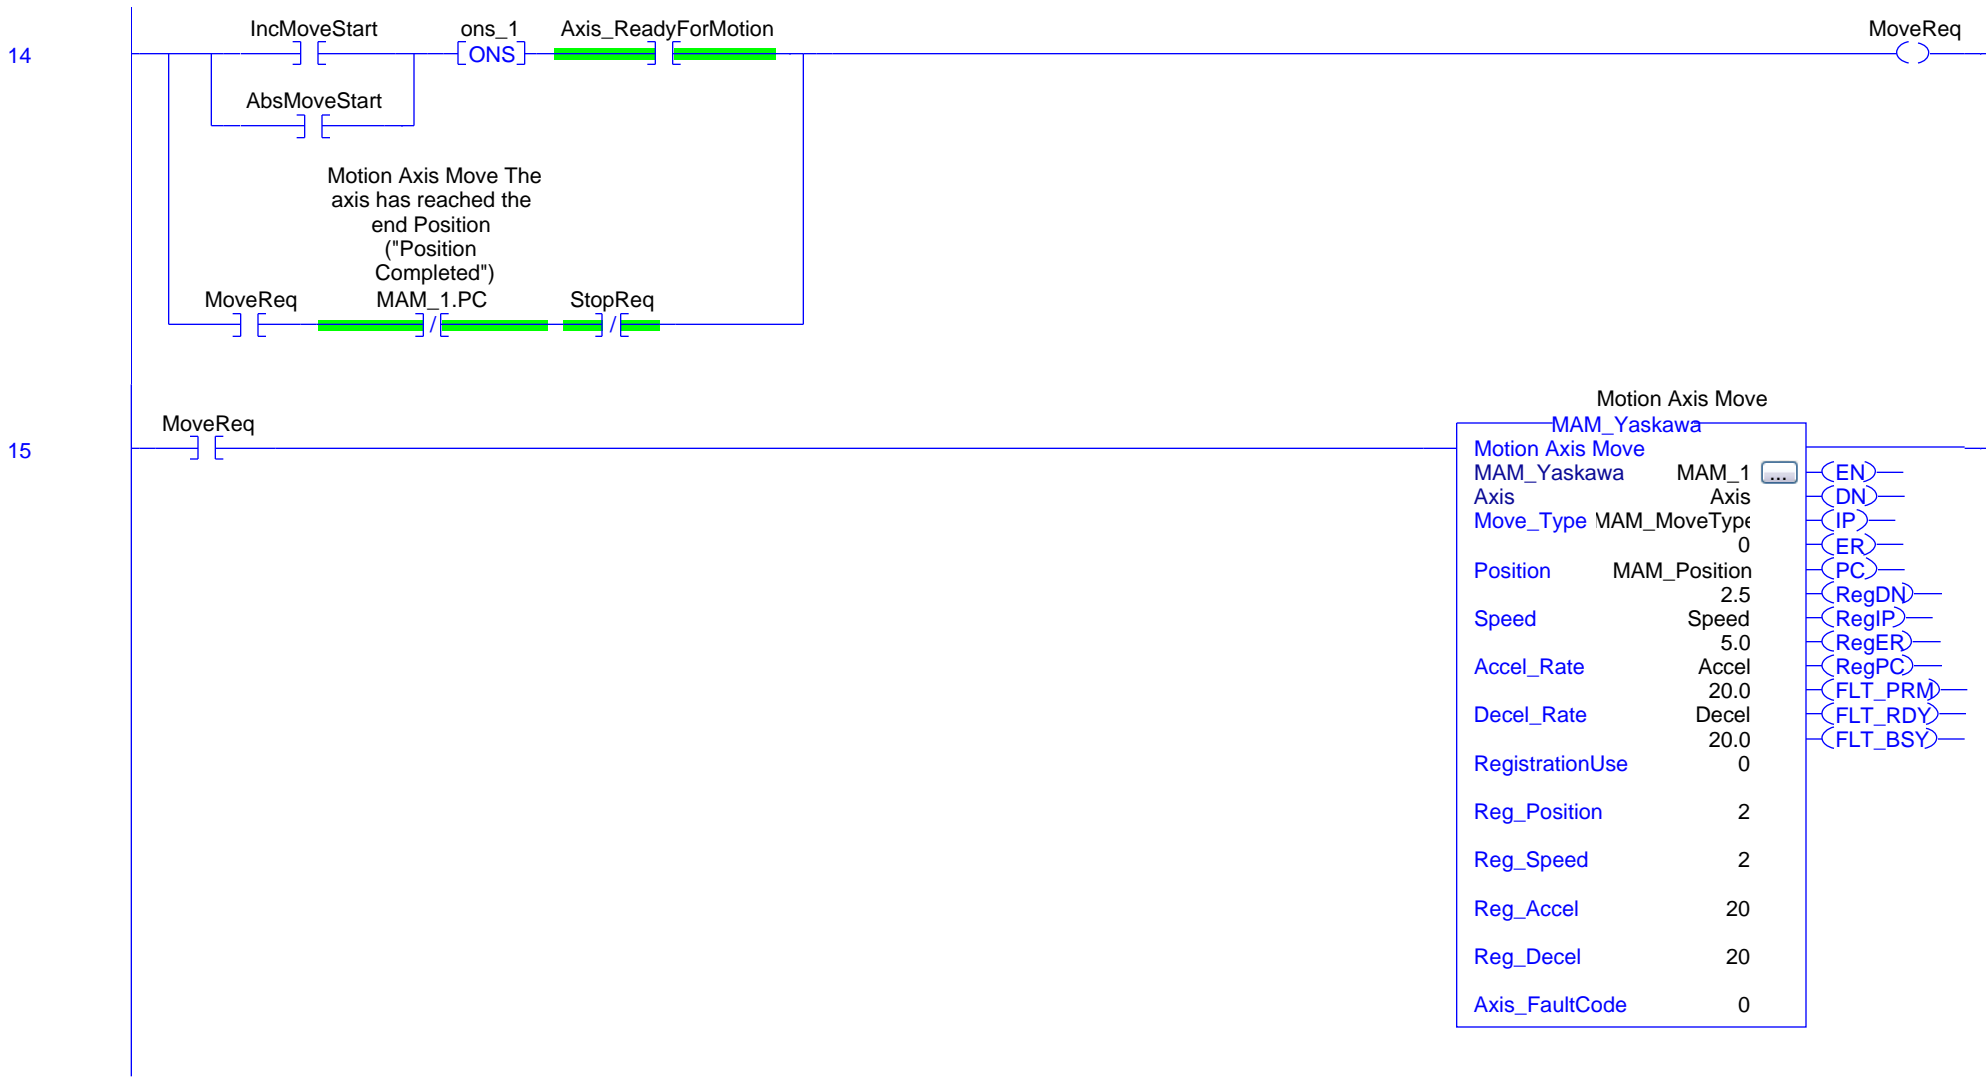 14
IncMoveStart ons_1 Axis_ReadyForMotion MoveReq
ONS
AbsMoveStart
Motion Axis Move The
axis has reached the
end Position
("Position
Completed")
MoveReq MAM_1.PC StopReq
/ /
15
MoveReq
Motion Axis Move
MAM_Yaskawa
Motion Axis Move
MAM_Yaskawa MAM_1 ... EN
Axis Axis DN
Move_Type MAM_MoveType IP
0 ER
Position MAM_Position PC
2.5 RegDN
Speed Speed RegIP
5.0 RegER
Accel_Rate Accel RegPC
20.0 FLT_PRM
Decel_Rate Decel FLT_RDY
20.0 FLT_BSY
RegistrationUse 0
Reg_Position 2
Reg_Speed 2
Reg_Accel 20
Reg_Decel 20
Axis_FaultCode 0